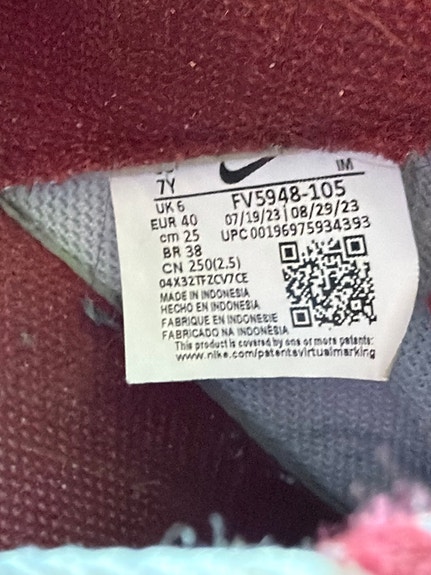 7Y
IM
UK 6
FV5948-105
EUR 40
07/19/23 | 08/29/23
cm 25
UPC 00196975934393
BR 38
CN 250(2.5)
04X32TFZCV7CE
MADE IN INDONESIA
HECHO EN INDONESIA
FABRIQUE EN INDONESIE
FABRICADO NA INDONÉSIA
This product is covered by one or more patents:
www.nike.com/patentsvirtualmarking